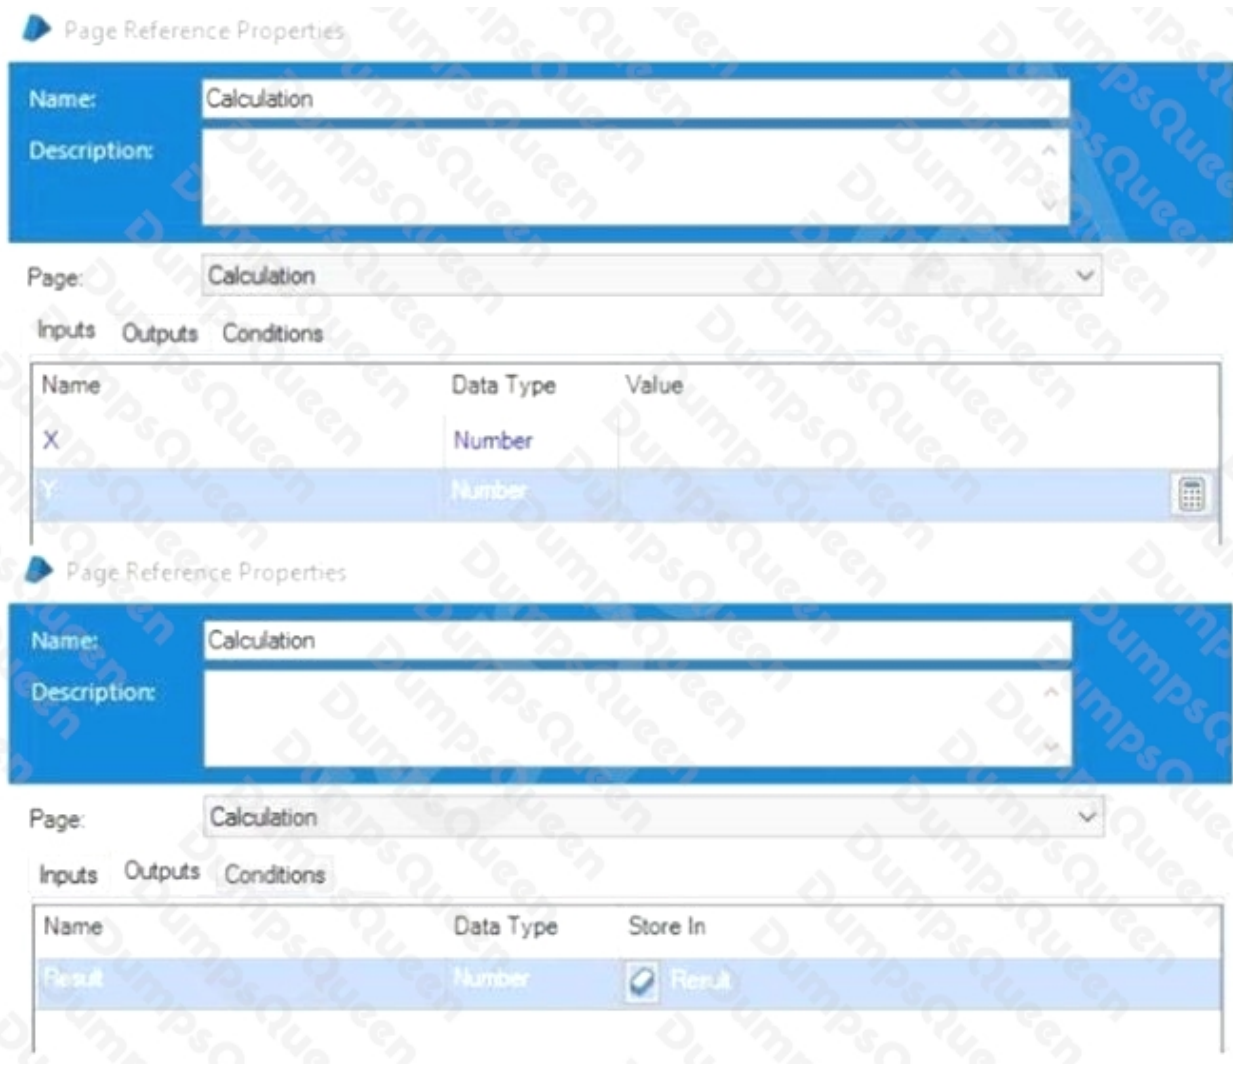 Page Reference Properties
Name: Calculation
Description:
Page: Calculation
Inputs Outputs Conditions
Name Data Type Value
X Number
Y Number
Page Reference Properties
Name: Calculation
Description:
Page: Calculation
Inputs Outputs Conditions
Name Data Type Store In
Result Number Result
DumpsQueen